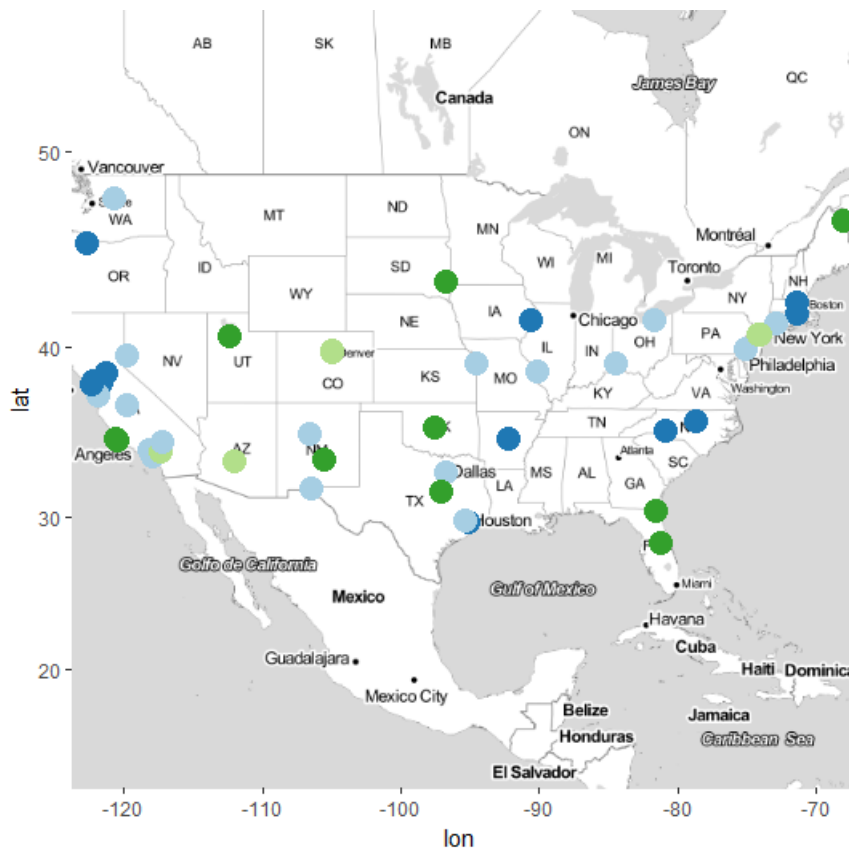 AB
SK
MB
QC
James Bay
Canada
ON
50
Vancouver
WA
MT
ND
MN
Montréal
OR
ID
SD
WI
MI
Toronto
NH
WY
IA
NY
Boston
Chicago
NE
40
NV
UT
Denver
IL
IN
OH
PA
New York
CO
KS
MO
Philadelphia
KY
VA
Washington
TN
Angeles
AZ
Atlanta
SC
TX
Dallas
LA
MS
AL
GA
30
Houston
Golfo de California
Mexico
Gulf of Mexico
Miami
Havana
Cuba
20
Guadalajara
Haiti
Dominica
Mexico City
Belize
Jamaica
Honduras
Caribbean Sea
El Salvador
lat
-120
-110
-100
-90
-80
-70
lon